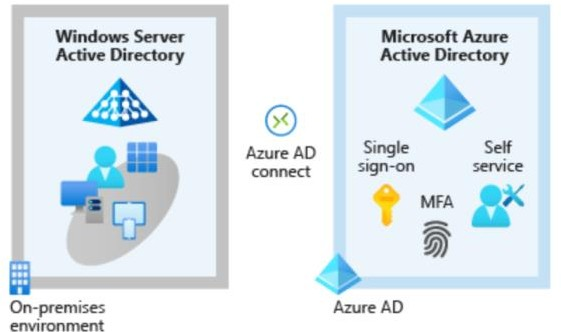 Windows Server
Active Directory
Microsoft Azure
Active Directory
Azure AD
connect
Single
sign-on
MFA
Self
service
On-premises
environment
Azure AD